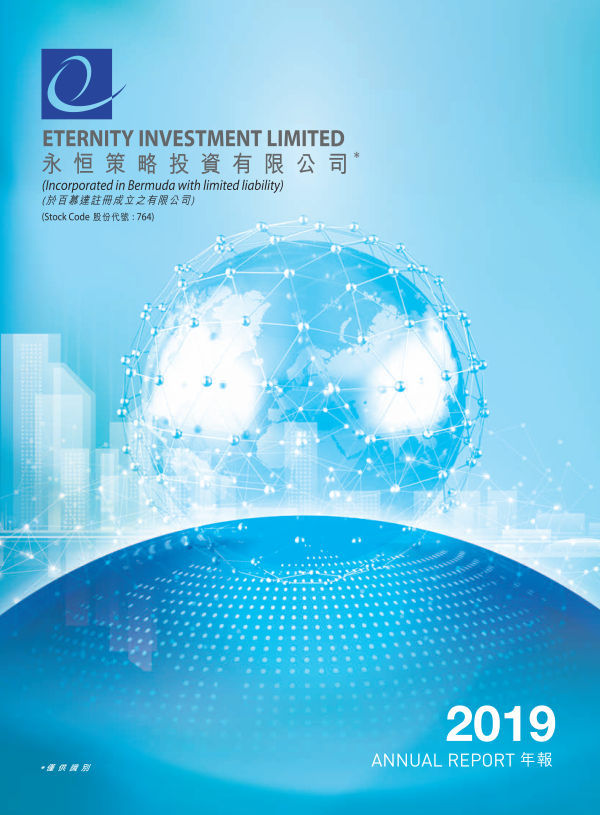 ETERNITY INVESTMENT LIMITED
永恒策略投資有限公司*
(Incorporated in Bermuda with limited liability)
(於百慕達註冊成立之有限公司)
(Stock Code 股份代號 : 764)
2019
ANNUAL REPORT 年報
*僅供識別